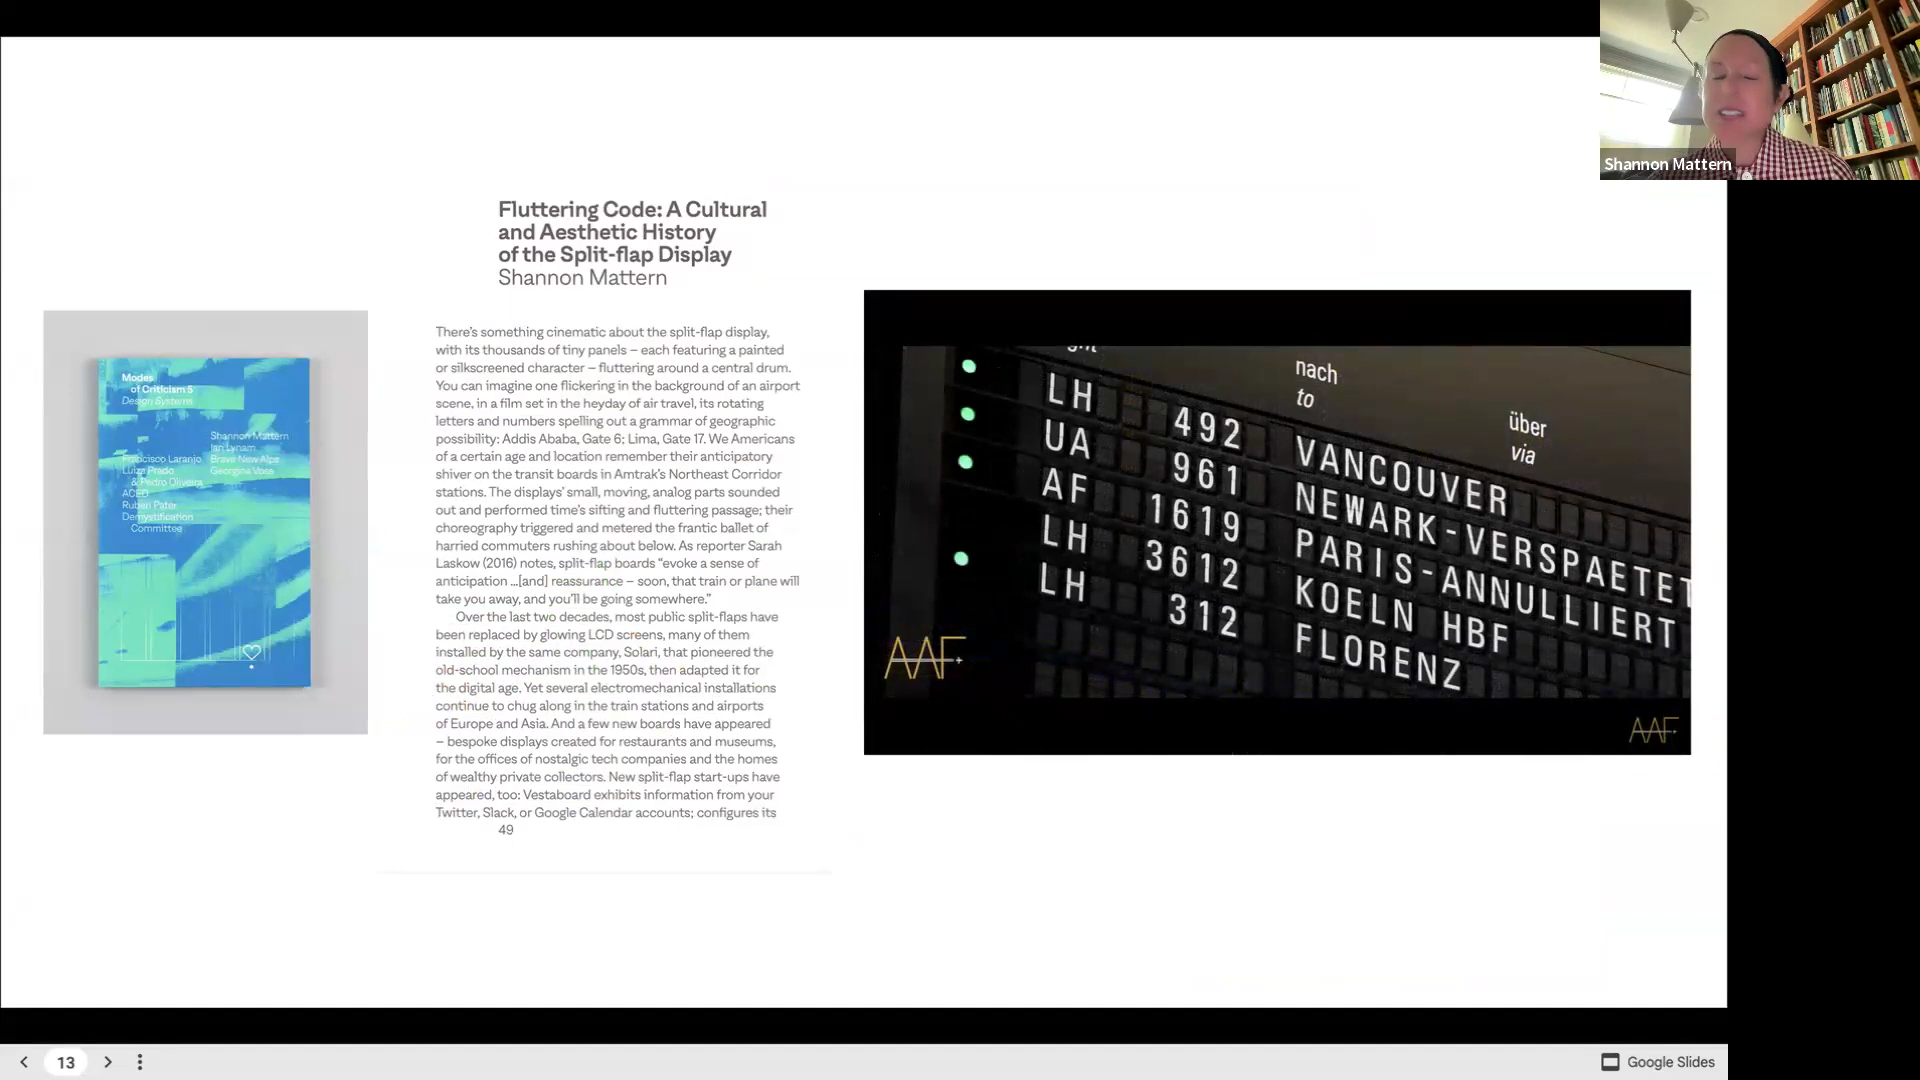 Shannon Mattern
Fluttering Code: A Cultural
and Aesthetic History
of the Split-flap Display
Shannon Mattern
There’s something cinematic about the split-flap display,
with its thousands of tiny panels – each featuring a painted
or silkscreened character – fluttering around a central drum.
You can imagine one flickering in the background of an airport
scene, in a film set in the heyday of air travel, its rotating
letters and numbers spelling out a grammar of geographic
possibility: Addis Ababa, Gate 6; Lima, Gate 17. We Americans
of a certain age and location remember their anticipatory
shiver on the transit boards in Amtrak’s Northeast Corridor
stations. The displays’ small, moving, analog parts sounded
out and performed time’s sifting and fluttering passage; their
choreography triggered and metered the frantic ballet of
harried commuters rushing about below. As reporter Sarah
Laskow (2016) notes, split-flap boards “evoke a sense of
anticipation ...[and] reassurance – soon, that train or plane will
take you away, and you’ll be going somewhere.”
Over the last two decades, most public split-flaps have
been replaced by glowing LCD screens, many of them
installed by the same company, Solari, that pioneered the
old-school mechanism in the 1950s, then adapted it for
the digital age. Yet several electromechanical installations
continue to chug along in the train stations and airports
of Europe and Asia. And a few new boards have appeared
– bespoke displays created for restaurants and museums,
for the offices of nostalgic tech companies and the homes
of wealthy private collectors. New split-flap start-ups have
appeared, too: Vestaboard exhibits information from your
Twitter, Slack, or Google Calendar accounts; configures its
49
Modes
of Criticism 5
Design Systems
Shannon Mattern
Ian Lynam
Brave New Alps
Georgina Voss
Francisco Laranjo
Luiza Prado
& Pedro Oliveira
ACED
Ruben Pater
Demystification
Committee
nach
to
über
via
LH 492 VANCOUVER
UA 961 NEWARK-VERSPAETET
AF 1619 PARIS-ANNULLIERT
LH 3612 KOELN HBF
LH 312 FLORENZ
AAF
AAF
13
Google Slides